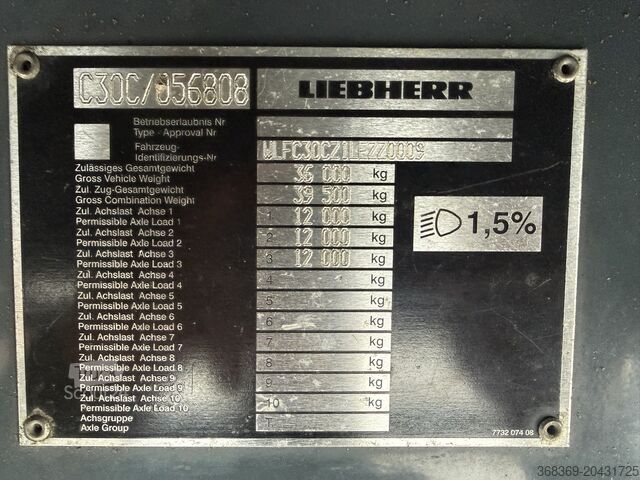 C30C/056808
LIEBHERR
Betriebserlaubnis Nr
Type - Approval Nr
Fahrzeug-
Identifizierungs-Nr
WLFC30CZ1LEZZ0009
Zulässiges Gesamtgewicht
Gross Vehicle Weight
36 000 kg
Zul. Zug-Gesamtgewicht
Gross Combination Weight
39 500 kg
Zul. Achslast Achse 1
Permissible Axle Load 1
1 12 000 kg
Zul. Achslast Achse 2
Permissible Axle Load 2
2 12 000 kg
Zul. Achslast Achse 3
Permissible Axle Load 3
3 12 000 kg
Zul. Achslast Achse 4
Permissible Axle Load 4
4 kg
Zul. Achslast Achse 5
Permissible Axle Load 5
5 kg
Zul. Achslast Achse 6
Permissible Axle Load 6
6 kg
Zul. Achslast Achse 7
Permissible Axle Load 7
7 kg
Zul. Achslast Achse 8
Permissible Axle Load 8
8 kg
Zul. Achslast Achse 9
Permissible Axle Load 9
9 kg
Zul. Achslast Achse 10
Permissible Axle Load 10
10 kg
Achsgruppe
Axle Group
T
1,5%
7732 074 08
368369-20431725